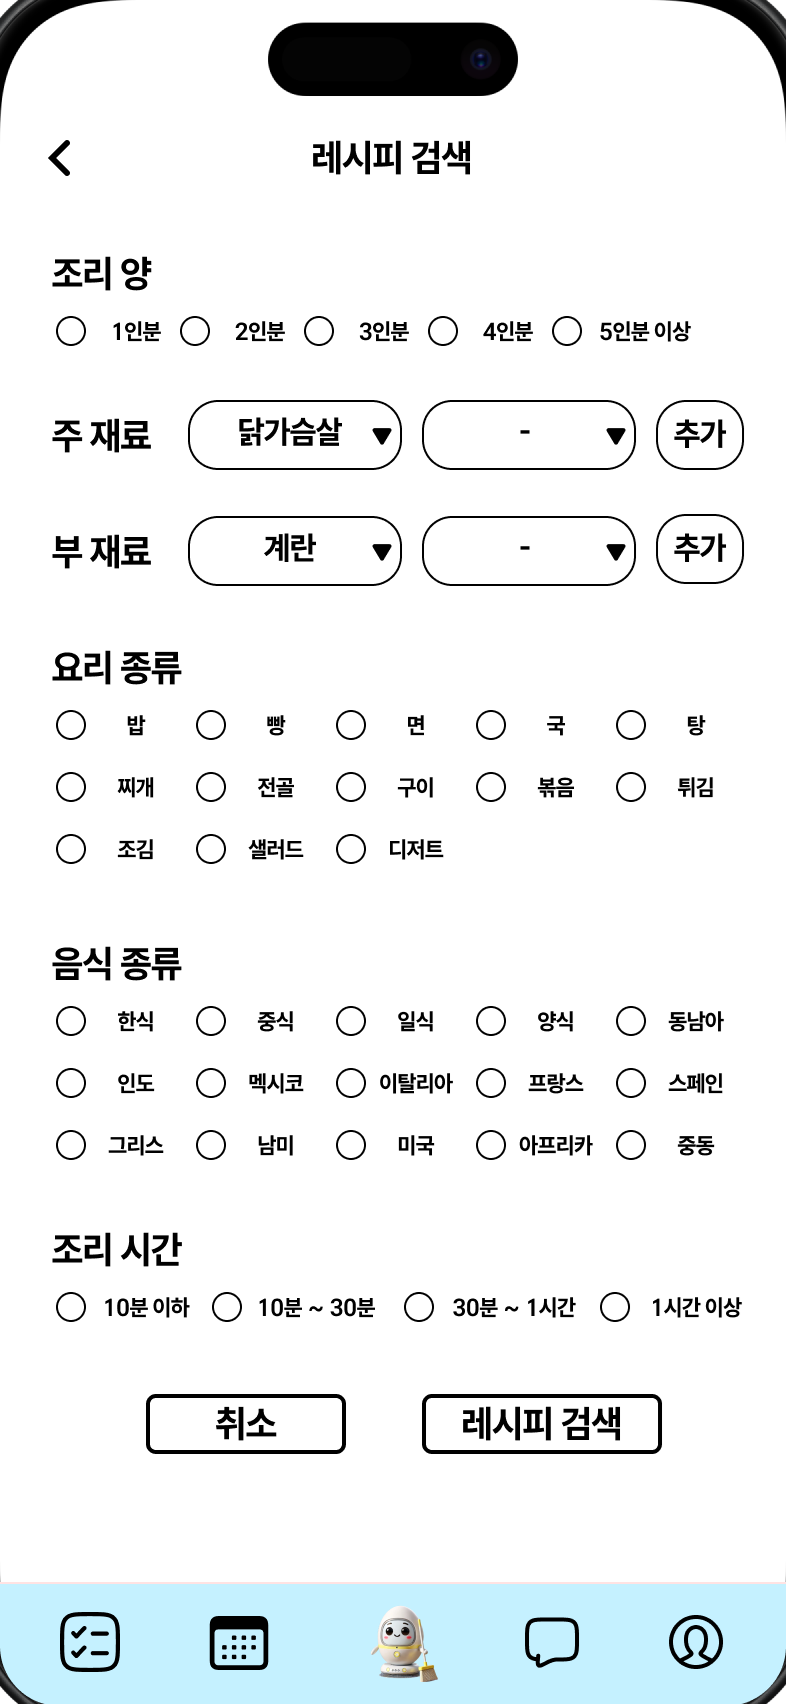 레시피 검색
조리 양
1인분 2인분 3인분 4인분 5인분 이상
주 재료 닭가슴살 - 추가
부 재료 계란 - 추가
요리 종류
밥 빵 면 국 탕
찌개 전골 구이 볶음 튀김
조김 샐러드 디저트
음식 종류
한식 중식 일식 양식 동남아
인도 멕시코 이탈리아 프랑스 스페인
그리스 남미 미국 아프리카 중동
조리 시간
10분 이하 10분 ~ 30분 30분 ~ 1시간 1시간 이상
취소 레시피 검색